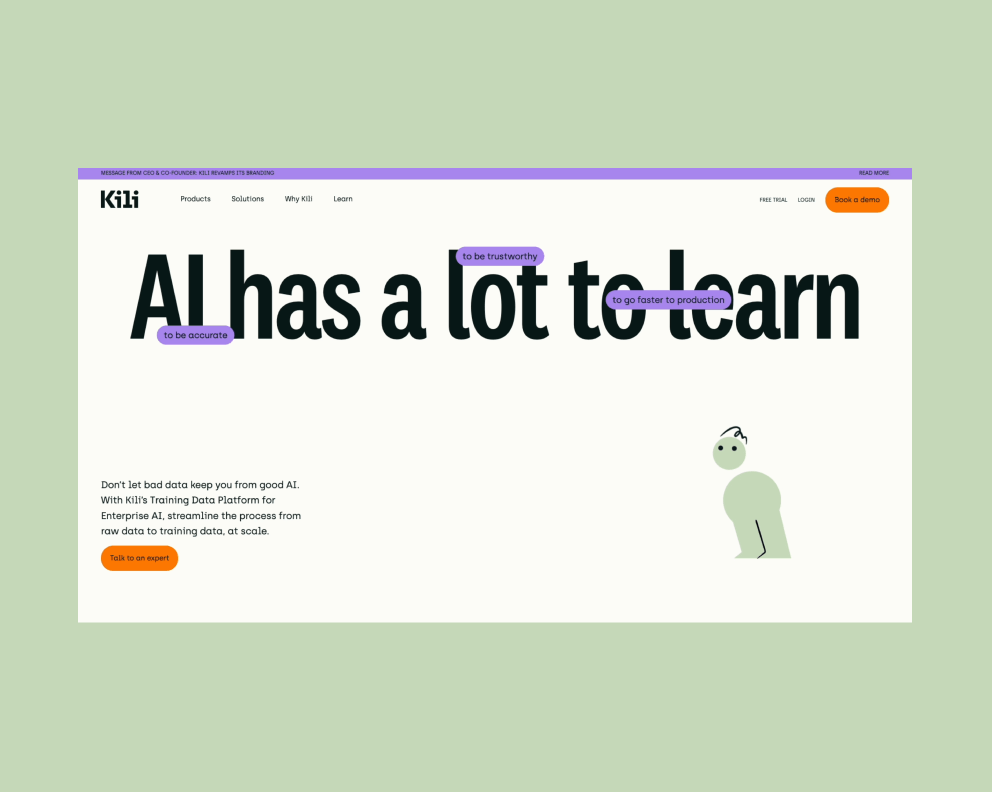 MESSAGE FROM CEO & CO-FOUNDER: KILI REVAMPS ITS BRANDING
READ MORE
Kili
Products
Solutions
Why Kili
Learn
FREE TRIAL
LOGIN
Book a demo
AI has a lot to learn
to be trustworthy
to go faster to production
to be accurate
Don't let bad data keep you from good AI.
With Kili's Training Data Platform for
Enterprise AI, streamline the process from
raw data to training data, at scale.
Talk to an expert